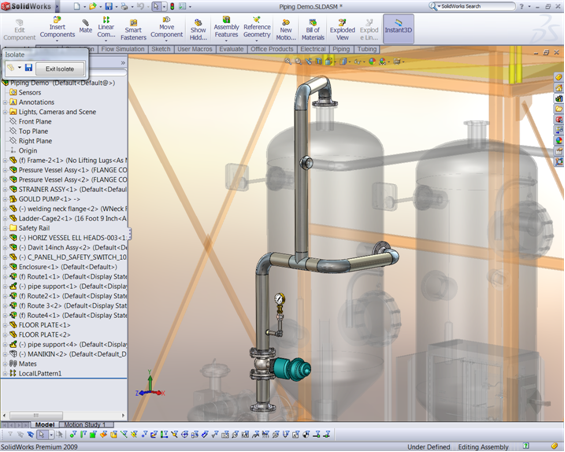 SolidWorks
Piping Demo.SLDASM *
SolidWorks Search
Edit Component
Insert Components
Mate
Linear Com...
Smart Fasteners
Move Component
Show Hidd...
Assembly Features
Reference Geometry
New Motion...
Bill of Materials
Exploded View
Explod e Lin...
Instant3D
Flow Simulation
Sketch
User Macros
Evaluate
Office Products
Electrical
Piping
Tubing
Isolate
Exit Isolate
Piping Demo (Default<Default@>)
Sensors
Annotations
Lights, Cameras and Scene
Front Plane
Top Plane
Right Plane
Origin
(f) Frame-2<1> (No Lifting Lugs<As M
Pressure Vessel Assy<1> (FLANGE CO
Pressure Vessel Assy<2> (FLANGE CO
STRAINER ASSY<1> (Default<Default
GOULD PUMP<1> ->
(-) welding neck flange<2> (WNeck F
Ladder-Cage2<1> (16 Foot 9 Inch<A
Safety Rail
(-) HORIZ VESSEL ELL HEADS-003<1
(-) Davit 14inch Assy<2> (Default<D
(-) C_PANEL_HD_SAFETY_SWITCH_10
Enclosure<1> (Default<Default>)
(f) Route1<1> (Default<Display State
(-) pipe support<1> (Default<Display
(f) Route2<1> (Default<Display State
(f) Route 3<2> (Default<Display Stat
(f) Route4<1> (Default<Display State
FLOOR PLATE<1>
FLOOR PLATE<2>
(-) pipe support<4> (Default<Display
(-) MANIKIN<2> (Default<Default_D
Mates
LocalLPattern1
Model
Motion Study 1
SolidWorks Premium 2009
Under Defined
Editing Assembly